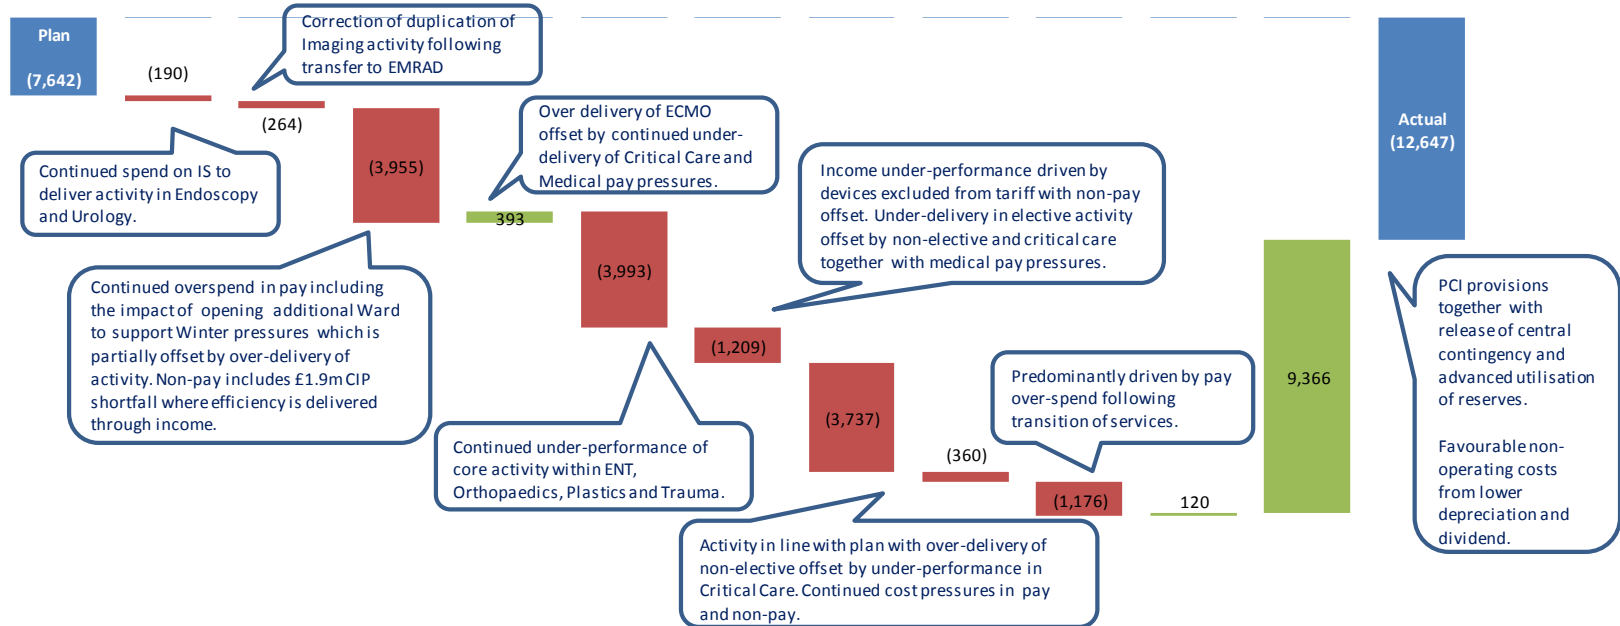 Plan
(7,642)
(190)
(264)
Correction of duplication of
Imaging activity following
transfer to EMRAD
Continued spend on IS to
deliver activity in Endoscopy
and Urology.
(3,955)
Over delivery of ECMO
offset by continued under-
delivery of Critical Care and
Medical pay pressures.
393
Continued overspend in pay including
the impact of opening additional Ward
to support Winter pressures which is
partially offset by over-delivery of
activity. Non-pay includes £1.9m CIP
shortfall where efficiency is delivered
through income.
(3,993)
Income under-performance driven by
devices excluded from tariff with non-pay
offset. Under-delivery in elective activity
offset by non-elective and critical care
together with medical pay pressures.
(1,209)
Continued under-performance of
core activity within ENT,
Orthopaedics, Plastics and Trauma.
(3,737)
(360)
Predominantly driven by pay
over-spend following
transition of services.
(1,176)
120
Activity in line with plan with over-delivery of
non-elective offset by under-performance in
Critical Care. Continued cost pressures in pay
and non-pay.
9,366
Actual
(12,647)
PCI provisions
together with
release of central
contingency and
advanced utilisation
of reserves.
Favourable non-
operating costs
from lower
depreciation and
dividend.